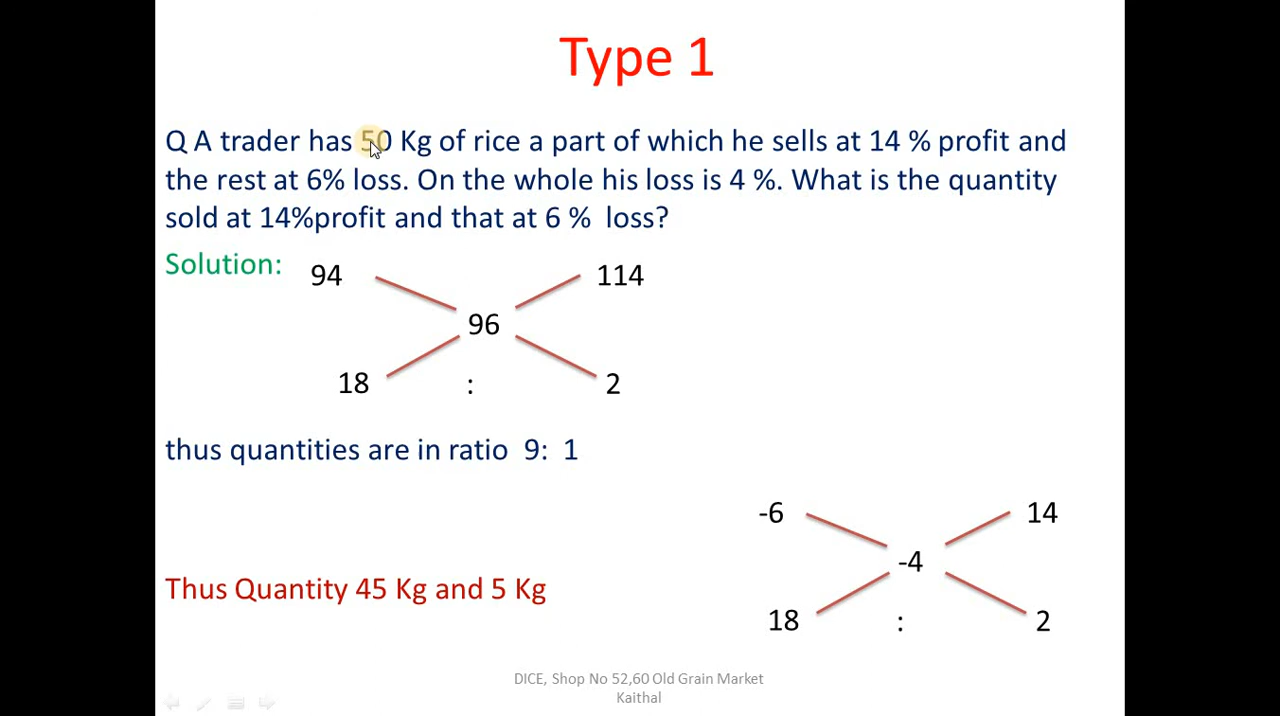 Type 1
Q A trader has 50 Kg of rice a part of which he sells at 14 % profit and
the rest at 6% loss. On the whole his loss is 4 %. What is the quantity
sold at 14%profit and that at 6 %  loss?
Solution:
94 114
96
18 : 2
thus quantities are in ratio  9:  1
-6 14
-4
18 : 2
Thus Quantity 45 Kg and 5 Kg
DICE, Shop No 52,60 Old Grain Market
Kaithal